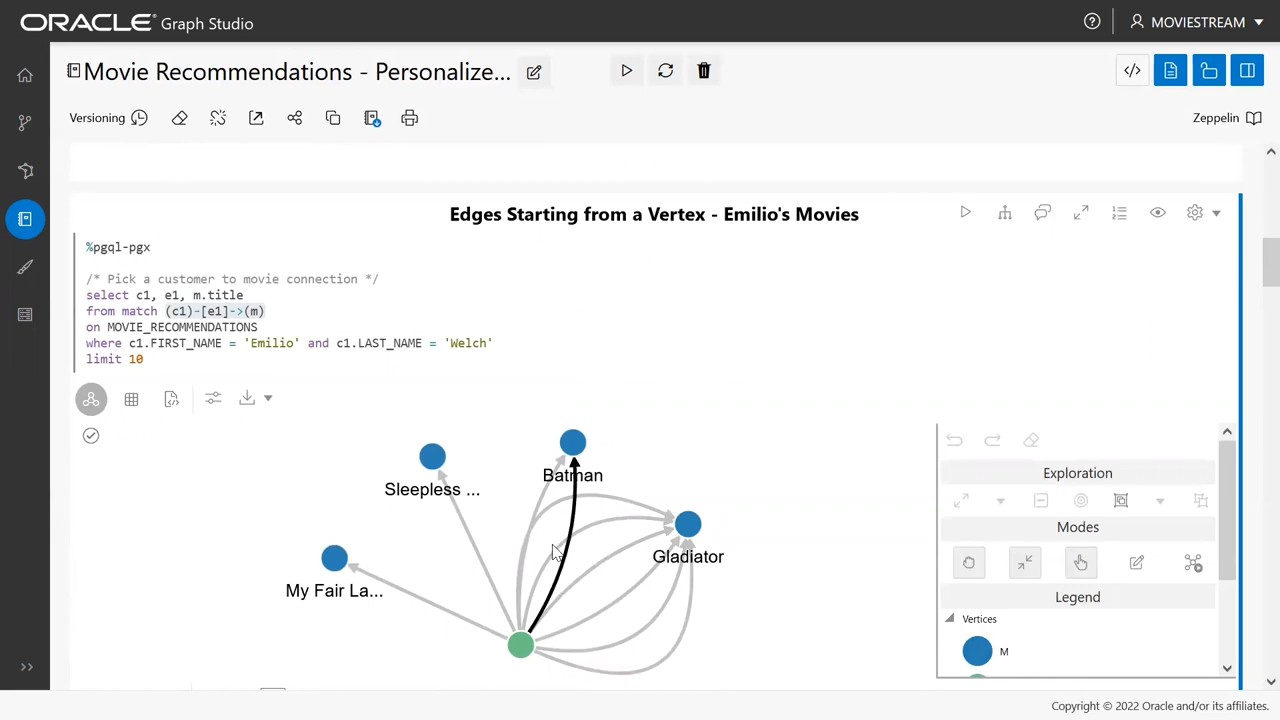 ORACLE Graph Studio
MOVIESTREAM
Movie Recommendations - Personalize...
Versioning
Zeppelin
Edges Starting from a Vertex - Emilio's Movies
%pgql-pgx
/* Pick a customer to movie connection */
select c1, e1, m.title
from match (c1)-[e1]->(m)
on MOVIE_RECOMMENDATIONS
where c1.FIRST_NAME = 'Emilio' and c1.LAST_NAME = 'Welch'
limit 10
Batman
Sleepless ...
Gladiator
My Fair La...
Exploration
Modes
Legend
Vertices
M
Copyright © 2022 Oracle and/or its affiliates.